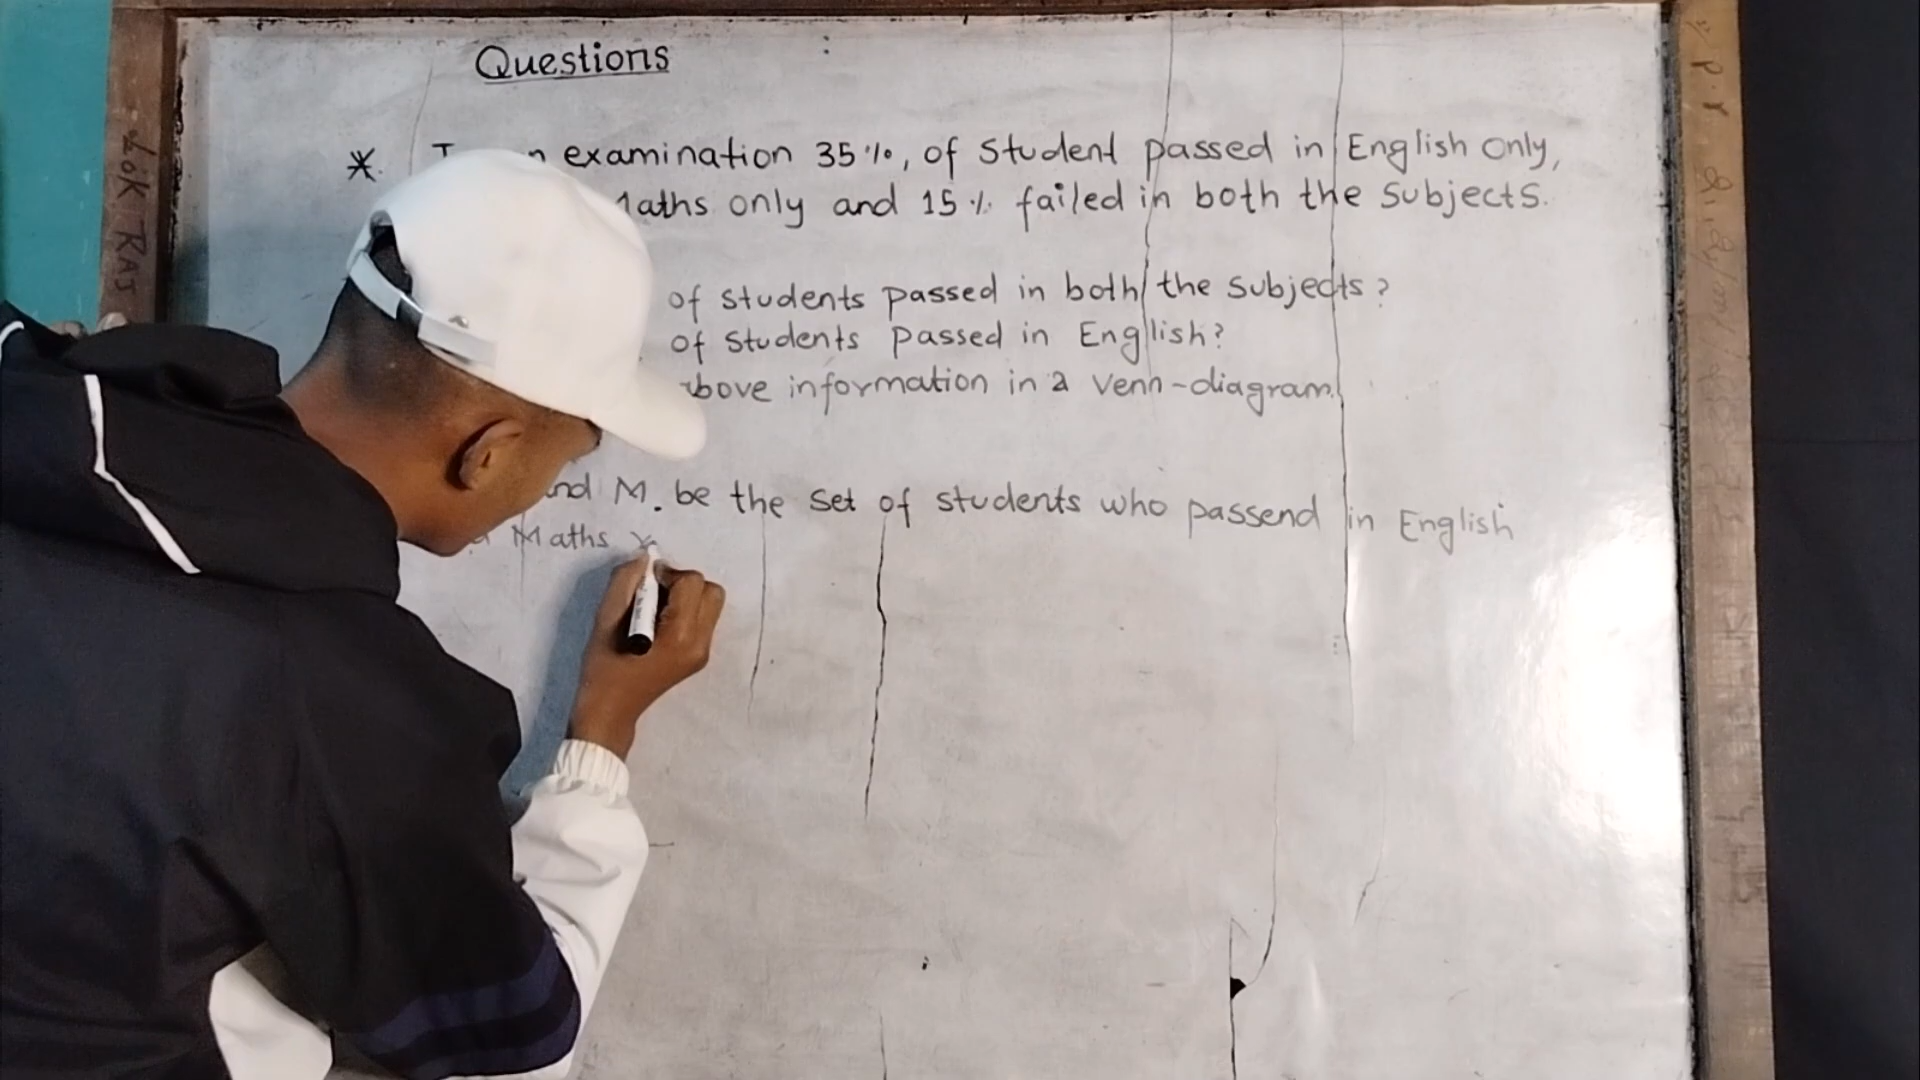 Questions
*. examination 35%, of student passed in English only,
Maths only and 15% failed in both the subjects.
of students passed in both the subjects?
of students passed in English?
above information in a Venn-diagram.
and M. be the set of students who passend in English
Maths
LOK RAJ